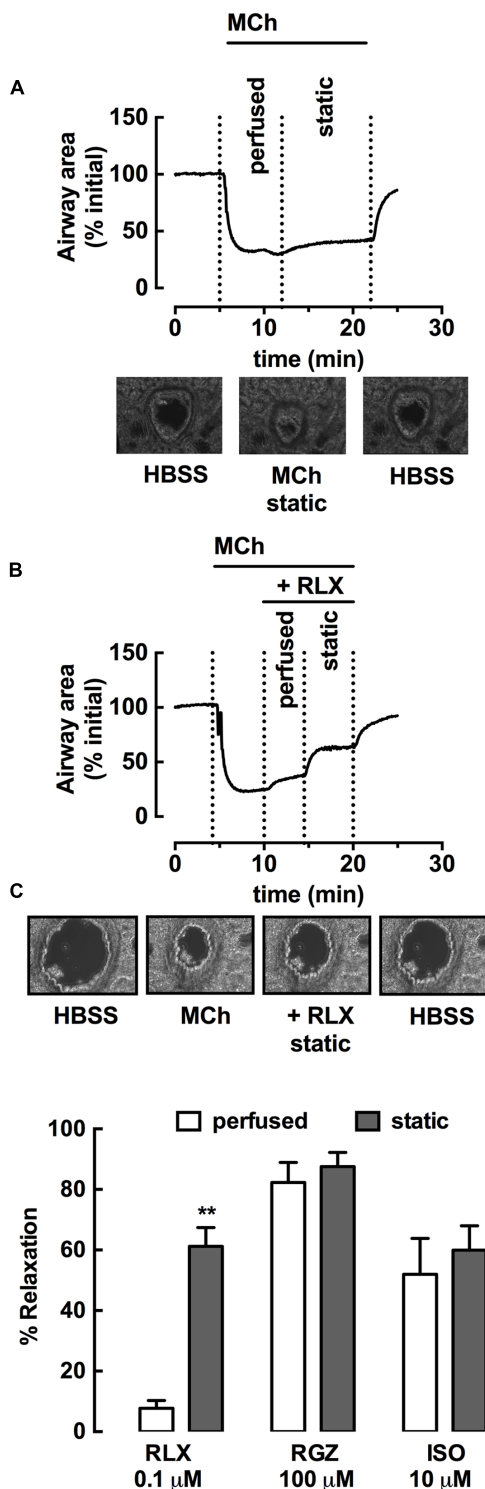 MCh
A
perfused
static
150
100
50
0
Airway area
(% initial)
0
10
20
30
time (min)
HBSS
MCh
static
HBSS
MCh
B
+ RLX
perfused
static
150
100
50
0
Airway area
(% initial)
0
10
20
30
time (min)
C
HBSS
MCh
+ RLX
static
HBSS
perfused
static
100
80
60
40
20
0
% Relaxation
**
RLX
0.1 μM
RGZ
100 μM
ISO
10 μM